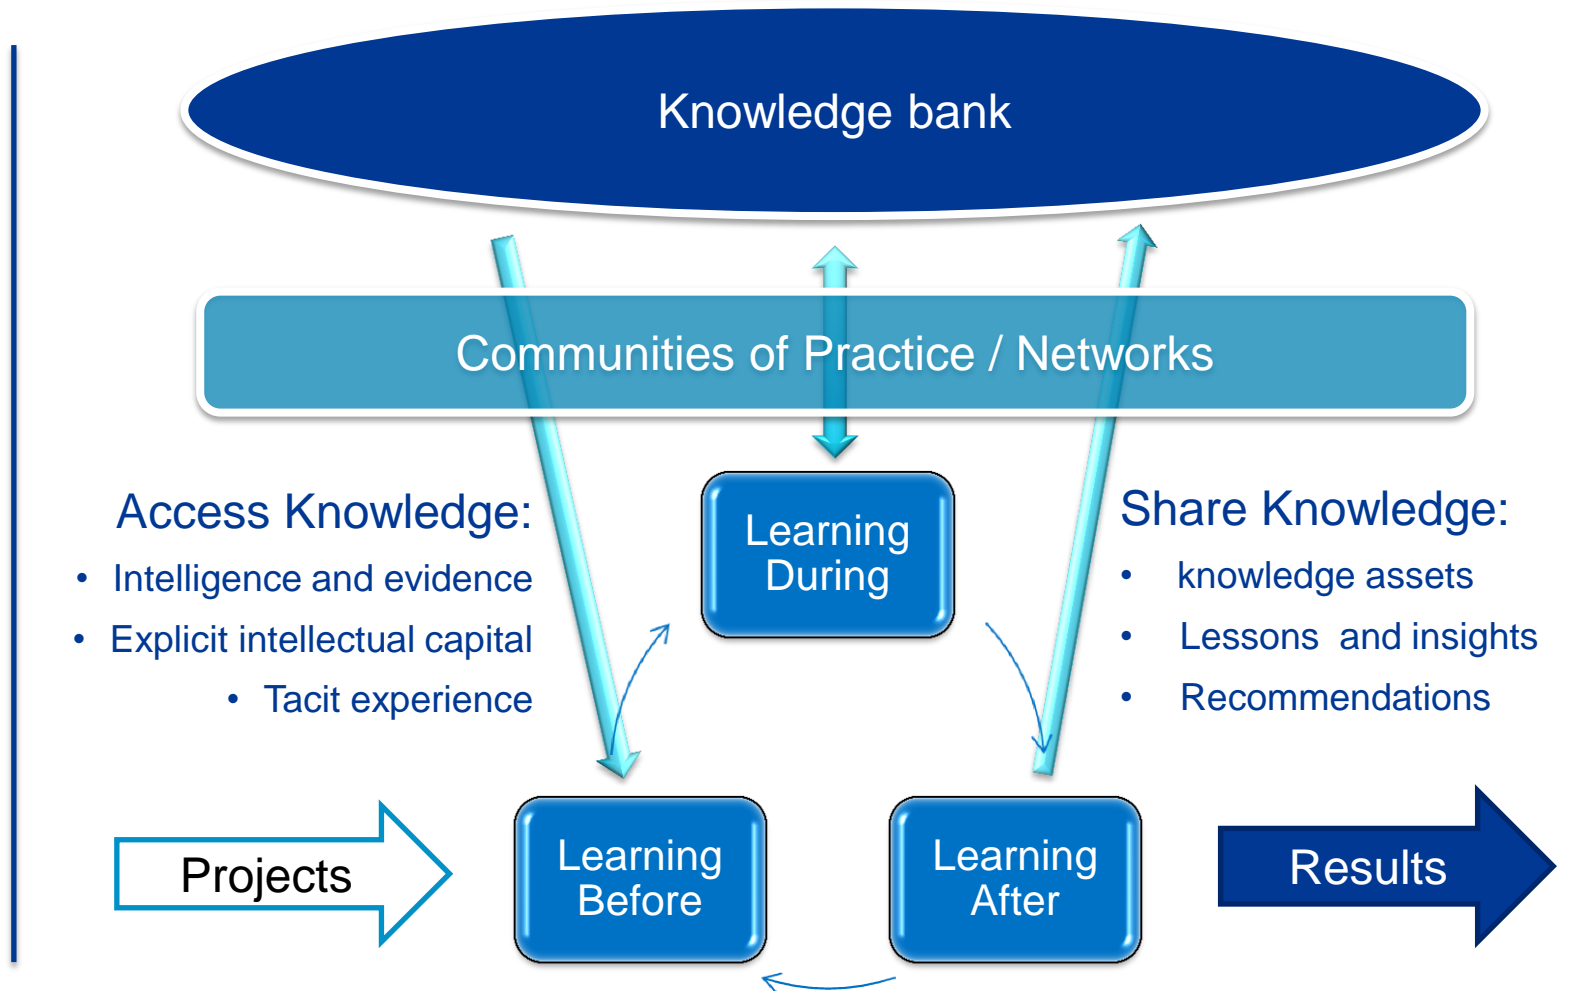 Knowledge bank
Communities of Practice / Networks
Access Knowledge:
• Intelligence and evidence
• Explicit intellectual capital
• Tacit experience
Learning
During
Share Knowledge:
• knowledge assets
• Lessons and insights
• Recommendations
Projects
Learning
Before
Learning
After
Results